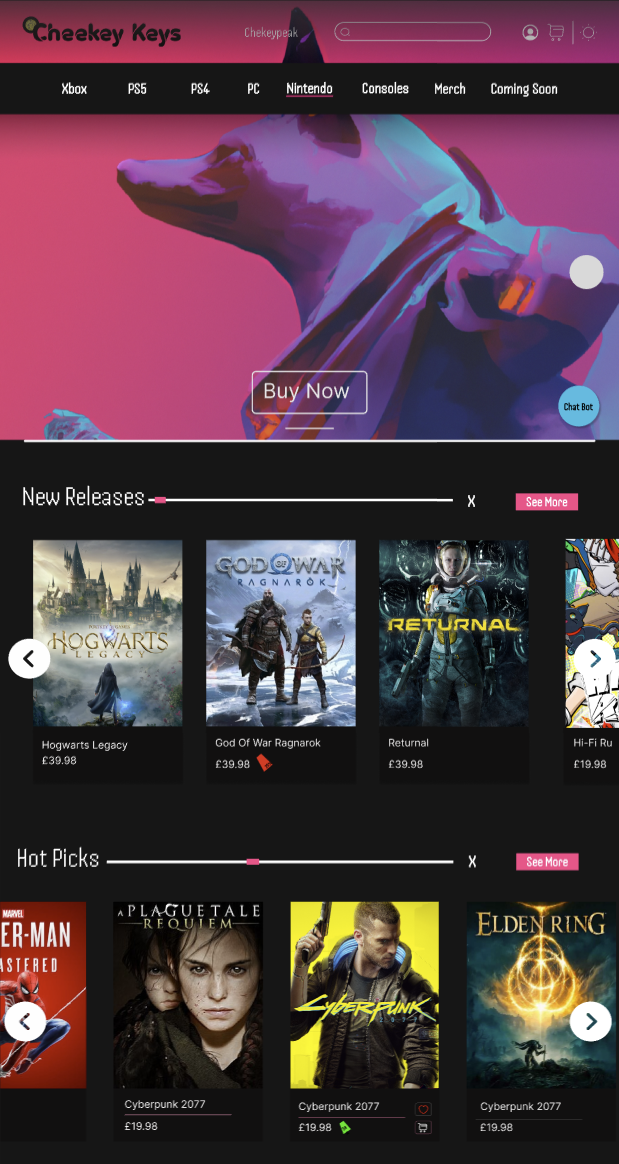 Cheekey Keys
Chekeypeak
Xbox PS5 PS4 PC Nintendo Consoles Merch Coming Soon
Buy Now
Chat Bot
New Releases X See More
HOGWARTS
LEGACY
GOD OF WAR
RAGNARÖK
RETURNAL
Hogwarts Legacy
£39.98
God Of War Ragnarok
£39.98
Returnal
£39.98
Hi-Fi Ru
£19.98
Hot Picks X See More
MARVEL
ER-MAN
ASTERED
A PLAGUE TALE
REQUIEM
Cyberpunk
2077
ELDEN RING
Cyberpunk 2077
£19.98
Cyberpunk 2077
£19.98
Cyberpunk 2077
£19.98